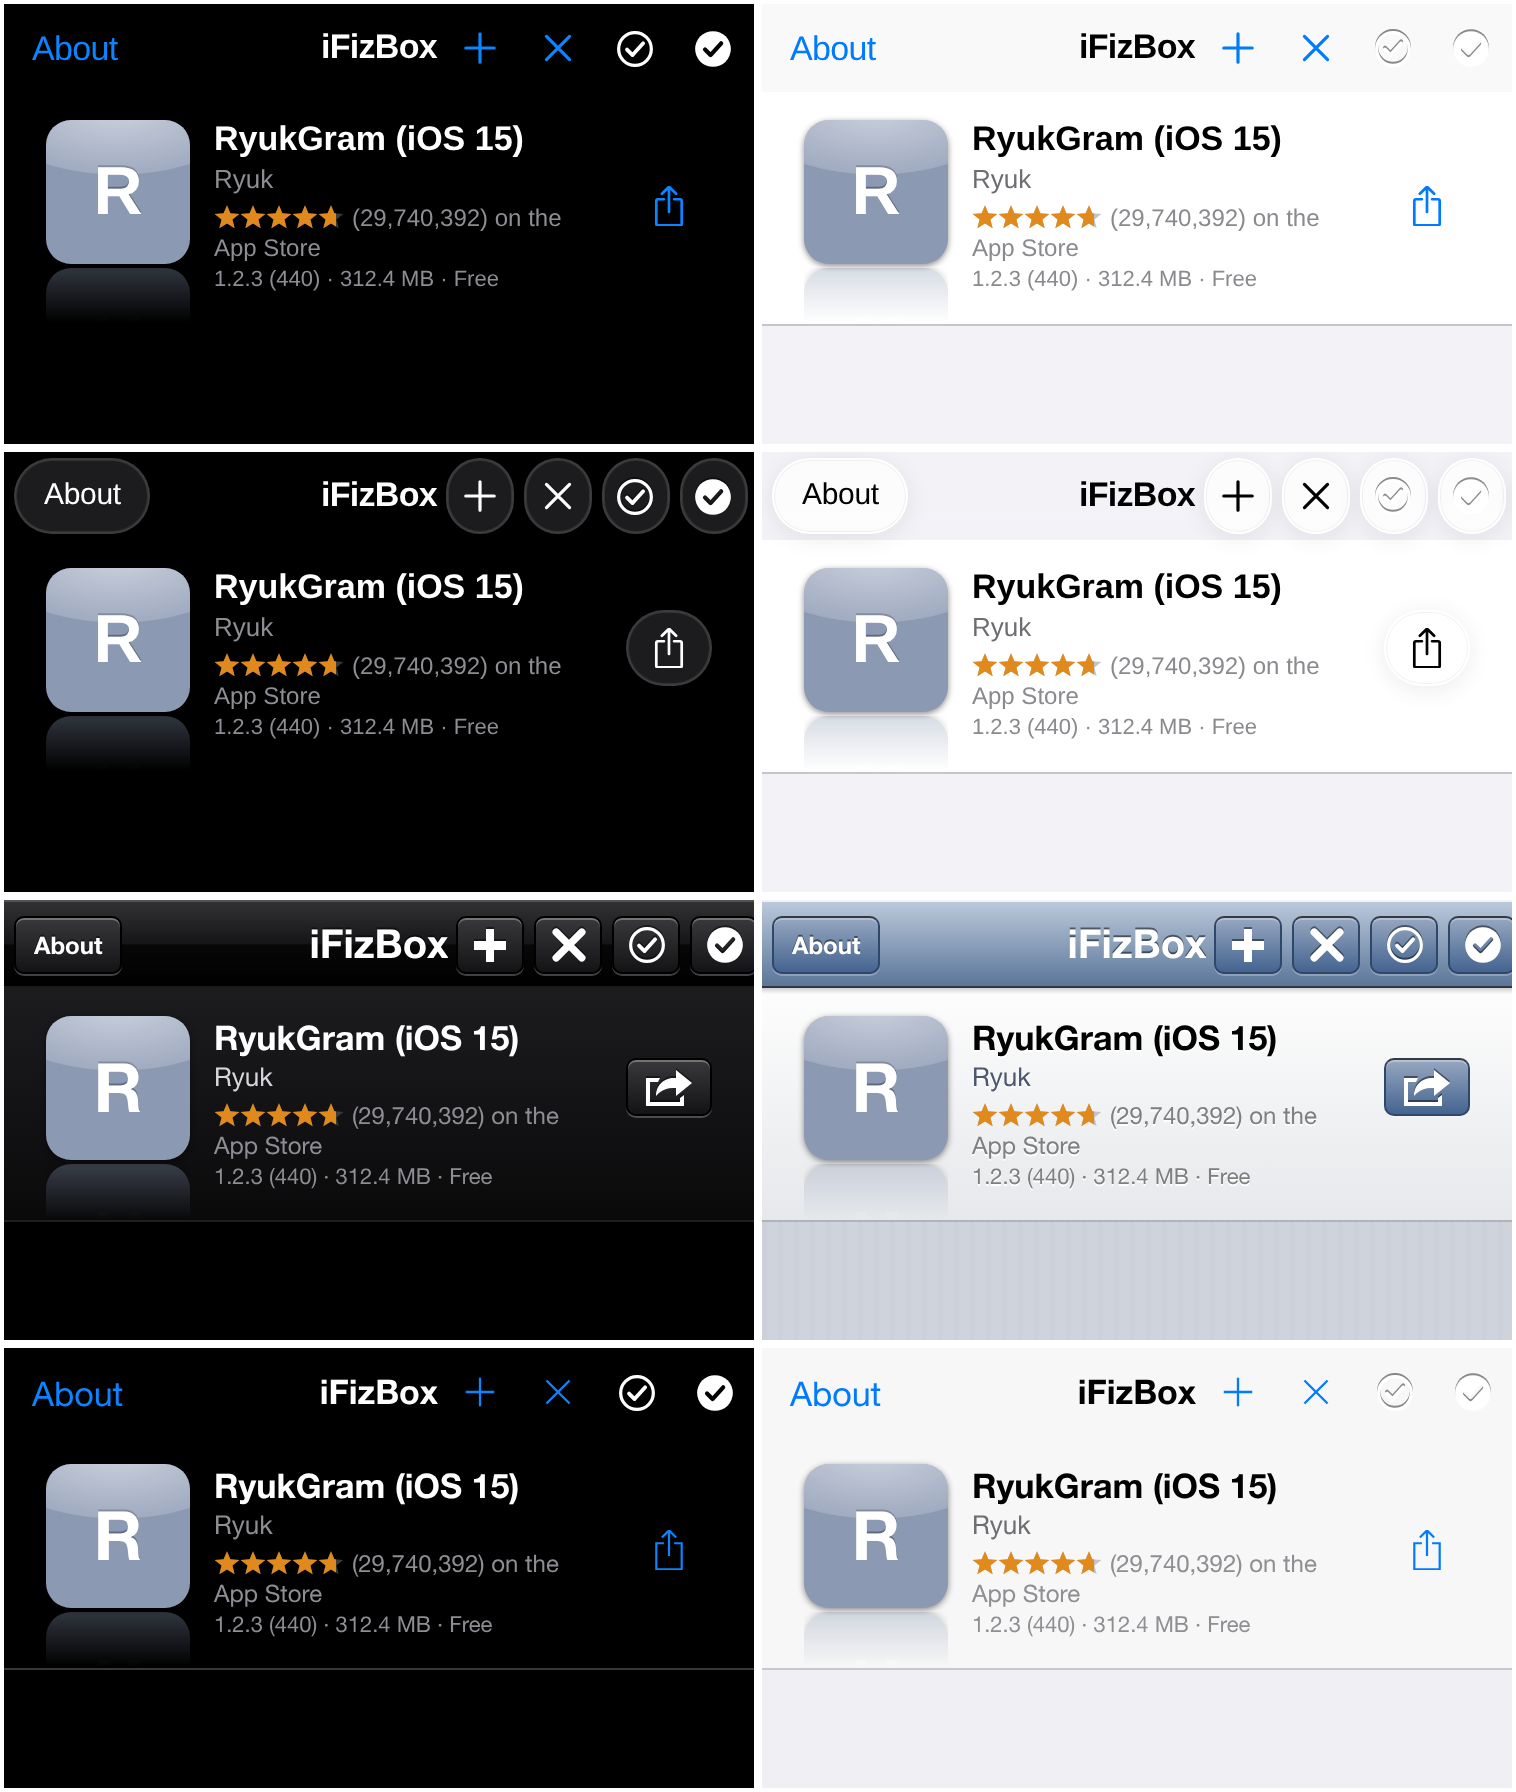 About iFizBox
R RyukGram (iOS 15)
Ryuk
(29,740,392) on the
App Store
1.2.3 (440) · 312.4 MB · Free
About iFizBox
R RyukGram (iOS 15)
Ryuk
(29,740,392) on the
App Store
1.2.3 (440) · 312.4 MB · Free
About iFizBox
R RyukGram (iOS 15)
Ryuk
(29,740,392) on the
App Store
1.2.3 (440) · 312.4 MB · Free
About iFizBox
R RyukGram (iOS 15)
Ryuk
(29,740,392) on the
App Store
1.2.3 (440) · 312.4 MB · Free
About iFizBox
R RyukGram (iOS 15)
Ryuk
(29,740,392) on the
App Store
1.2.3 (440) · 312.4 MB · Free
About iFizBox
R RyukGram (iOS 15)
Ryuk
(29,740,392) on the
App Store
1.2.3 (440) · 312.4 MB · Free
About iFizBox
R RyukGram (iOS 15)
Ryuk
(29,740,392) on the
App Store
1.2.3 (440) · 312.4 MB · Free
About iFizBox
R RyukGram (iOS 15)
Ryuk
(29,740,392) on the
App Store
1.2.3 (440) · 312.4 MB · Free